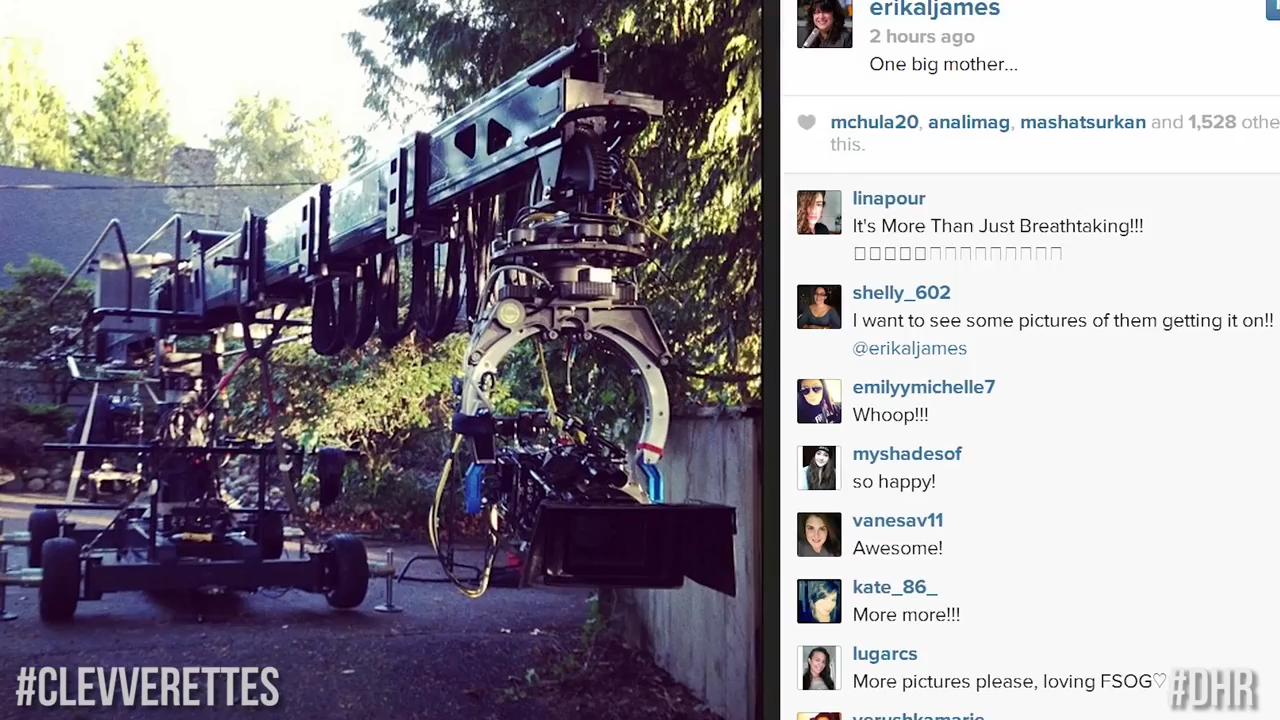 erikaljames
2 hours ago
One big mother...
mchula20, analimag, mashatsurkan and 1,528 othe
this.
linapour
It's More Than Just Breathtaking!!!
shelly_602
I want to see some pictures of them getting it on!!
@erikaljames
emilyymichelle7
Whoop!!!
myshadesof
so happy!
vanesav11
Awesome!
kate_86_
More more!!!
lugarcs
More pictures please, loving FSOG♡
#CLEVVERETTES
#DHR